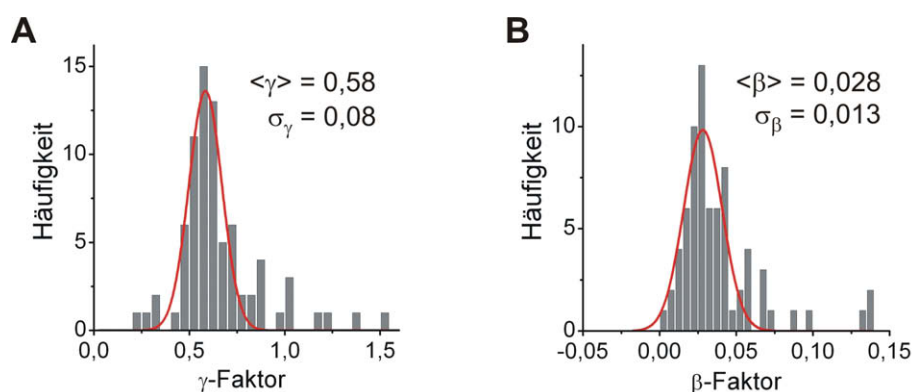 A
<γ> = 0,58
σγ = 0,08
Häufigkeit
15
10
5
0
0,0 0,5 1,0 1,5
γ-Faktor
B
<β> = 0,028
σβ = 0,013
Häufigkeit
10
5
0
-0,05 0,00 0,05 0,10 0,15
β-Faktor